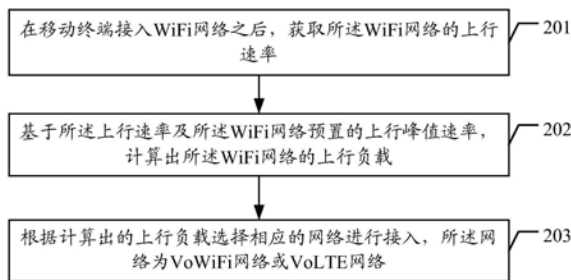 在移动终端接入WiFi网络之后，获取所述WiFi网络的上行
速率
201
基于所述上行速率及所述WiFi网络预置的上行峰值速率，
计算出所述WiFi网络的上行负载
202
根据计算出的上行负载选择相应的网络进行接入，所述网
络为VoWiFi网络或VoLTE网络
203